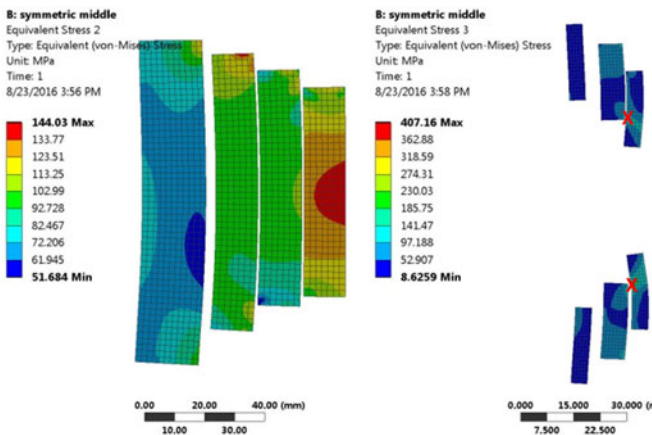 B: symmetric middle
Equivalent Stress 2
Type: Equivalent (von-Mises) Stress
Unit: MPa
Time: 1
8/23/2016 3:56 PM
144.03 Max
133.77
123.51
113.25
102.99
92.728
82.467
72.206
61.945
51.684 Min
0.00 20.00 40.00 (mm)
10.00 30.00
B: symmetric middle
Equivalent Stress 3
Type: Equivalent (von-Mises) Stress
Unit: MPa
Time: 1
8/23/2016 3:58 PM
407.16 Max
362.88
318.59
274.31
230.03
185.75
141.47
97.188
52.907
8.6259 Min
X
X
0.000 15.000 30.000
7.500 22.500